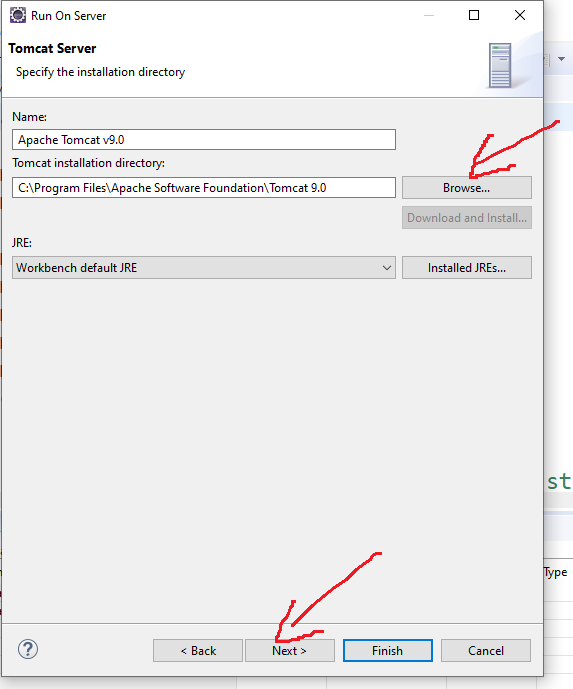 Run On Server
Tomcat Server
Specify the installation directory
Name:
Apache Tomcat v9.0
Tomcat installation directory:
C:\Program Files\Apache Software Foundation\Tomcat 9.0
Browse...
Download and Install...
JRE:
Workbench default JRE
Installed JREs...
st
Type
?
< Back
Next >
Finish
Cancel